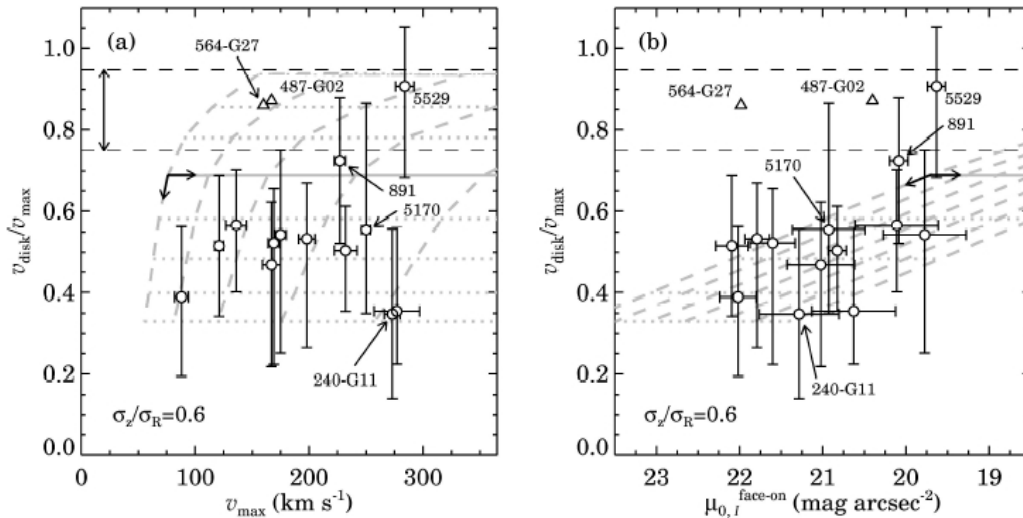 (a)
564-G27
487-G02
5529
891
5170
240-G11
σz/σR=0.6
1.0
0.8
0.6
0.4
0.2
0.0
vdisk/vmax
0
100
200
300
vmax (km s⁻¹)
(b)
564-G27
487-G02
5529
891
5170
240-G11
σz/σR=0.6
1.0
0.8
0.6
0.4
0.2
0.0
vdisk/vmax
23
22
21
20
19
μ0, I face-on (mag arcsec⁻²)